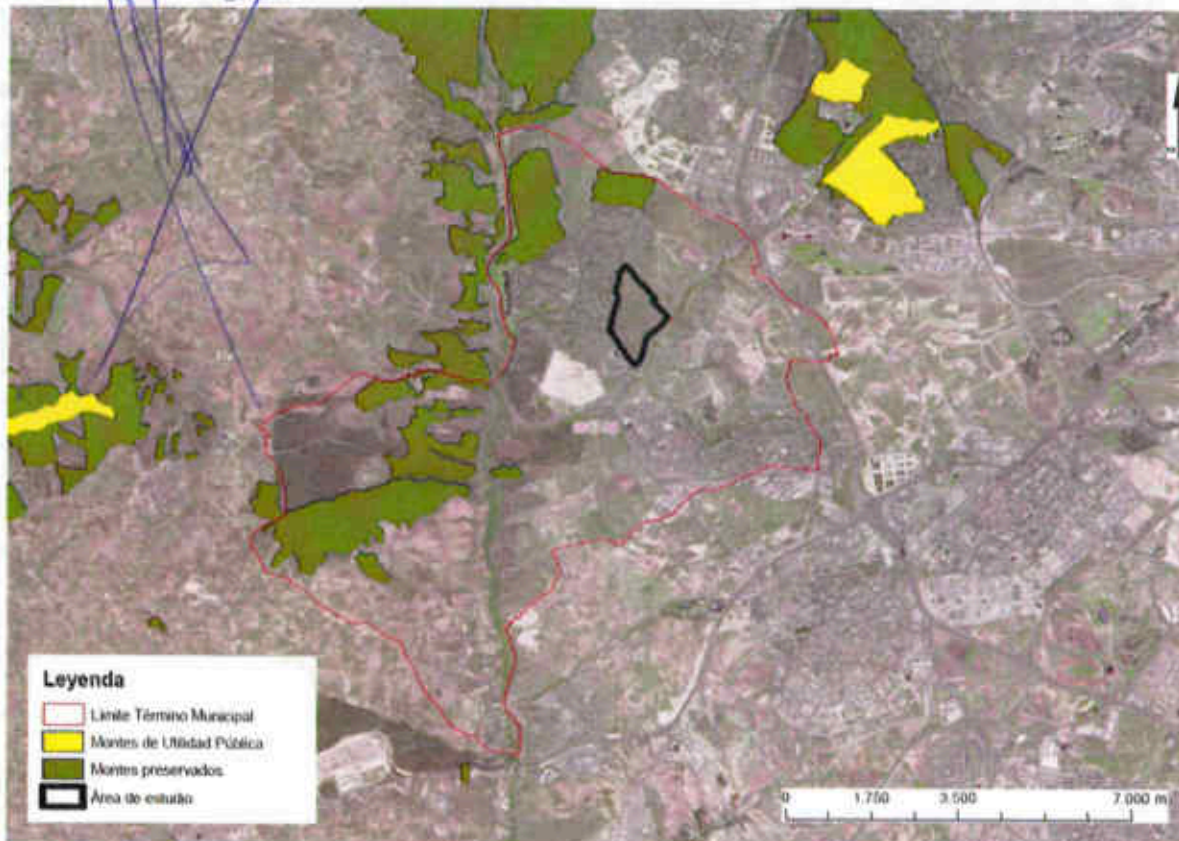 Leyenda
Límite Término Municipal
Montes de Utilidad Pública
Montes preservados
Área de estudio
0 1.750 3.500 7.000 m